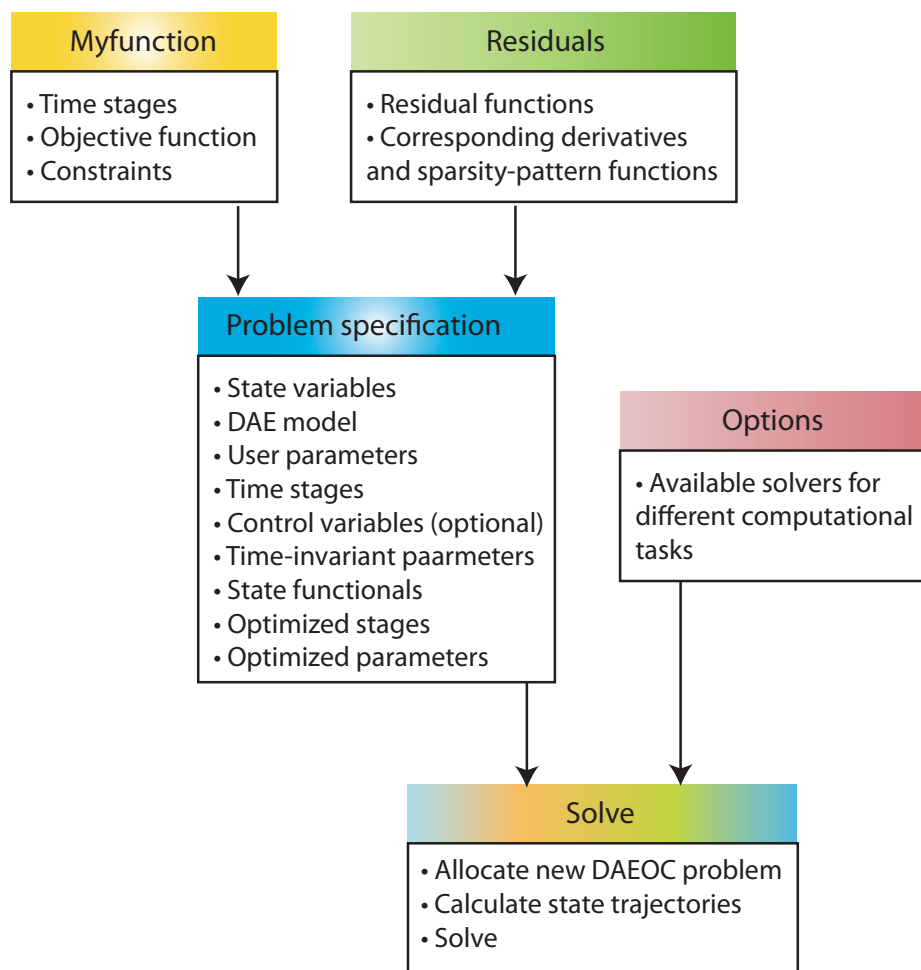 Myfunction
• Time stages
• Objective function
• Constraints
Residuals
• Residual functions
• Corresponding derivatives
and sparsity-pattern functions
Problem specification
• State variables
• DAE model
• User parameters
• Time stages
• Control variables (optional)
• Time-invariant paarmeters
• State functionals
• Optimized stages
• Optimized parameters
Options
• Available solvers for
different computational
tasks
Solve
• Allocate new DAEOC problem
• Calculate state trajectories
• Solve